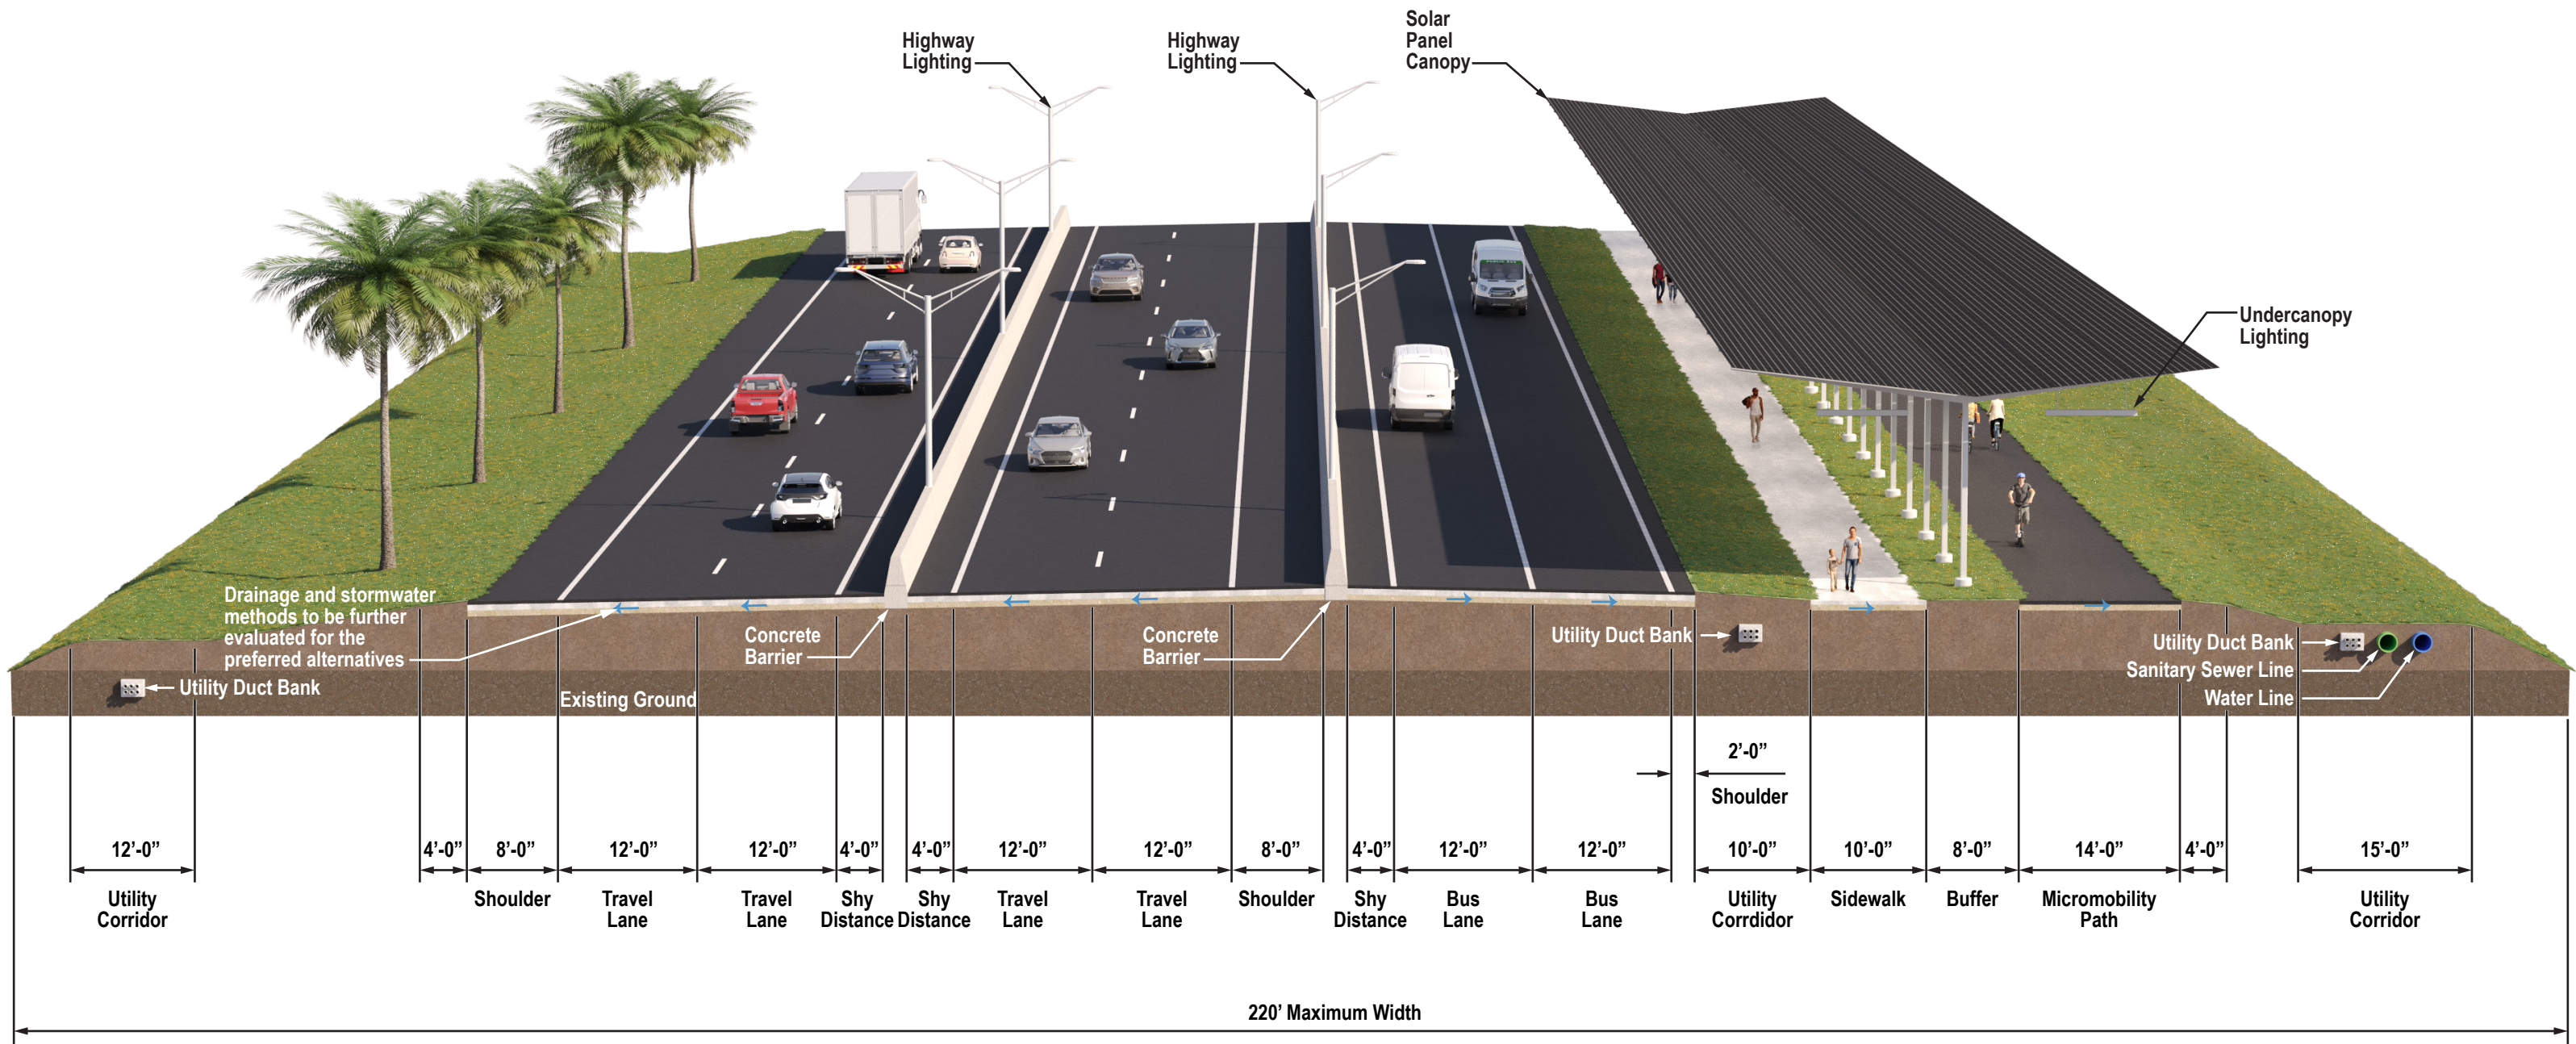 Highway
Lighting
Highway
Lighting
Solar
Panel
Canopy
Undercanopy
Lighting
Drainage and stormwater
methods to be further
evaluated for the
preferred alternatives
Concrete
Barrier
Concrete
Barrier
Utility Duct Bank
Utility Duct Bank
Sanitary Sewer Line
Water Line
Utility Duct Bank
Existing Ground
2’-0”
Shoulder
12’-0” 4’-0” 8’-0” 12’-0” 12’-0” 4’-0” 4’-0” 12’-0” 12’-0” 8’-0” 4’-0” 12’-0” 12’-0” 10’-0” 10’-0” 8’-0” 14’-0” 4’-0” 15’-0”
Utility
Corridor
Shoulder
Travel
Lane
Travel
Lane
Shy
Distance
Shy
Distance
Travel
Lane
Travel
Lane
Shoulder
Shy
Distance
Bus
Lane
Bus
Lane
Utility
Corrdidor
Sidewalk
Buffer
Micromobility
Path
Utility
Corridor
220’ Maximum Width